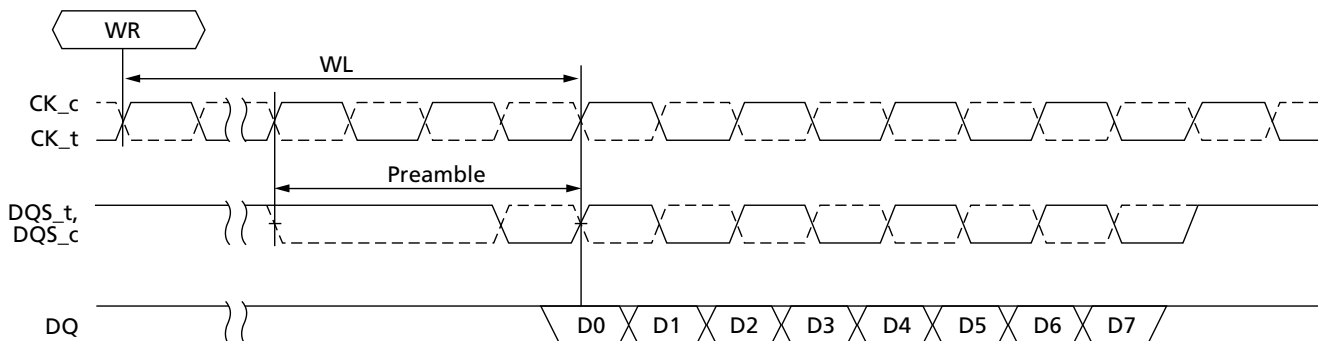 WR
WL
CK_c
CK_t
Preamble
DQS_t,
DQS_c
DQ
D0 D1 D2 D3 D4 D5 D6 D7